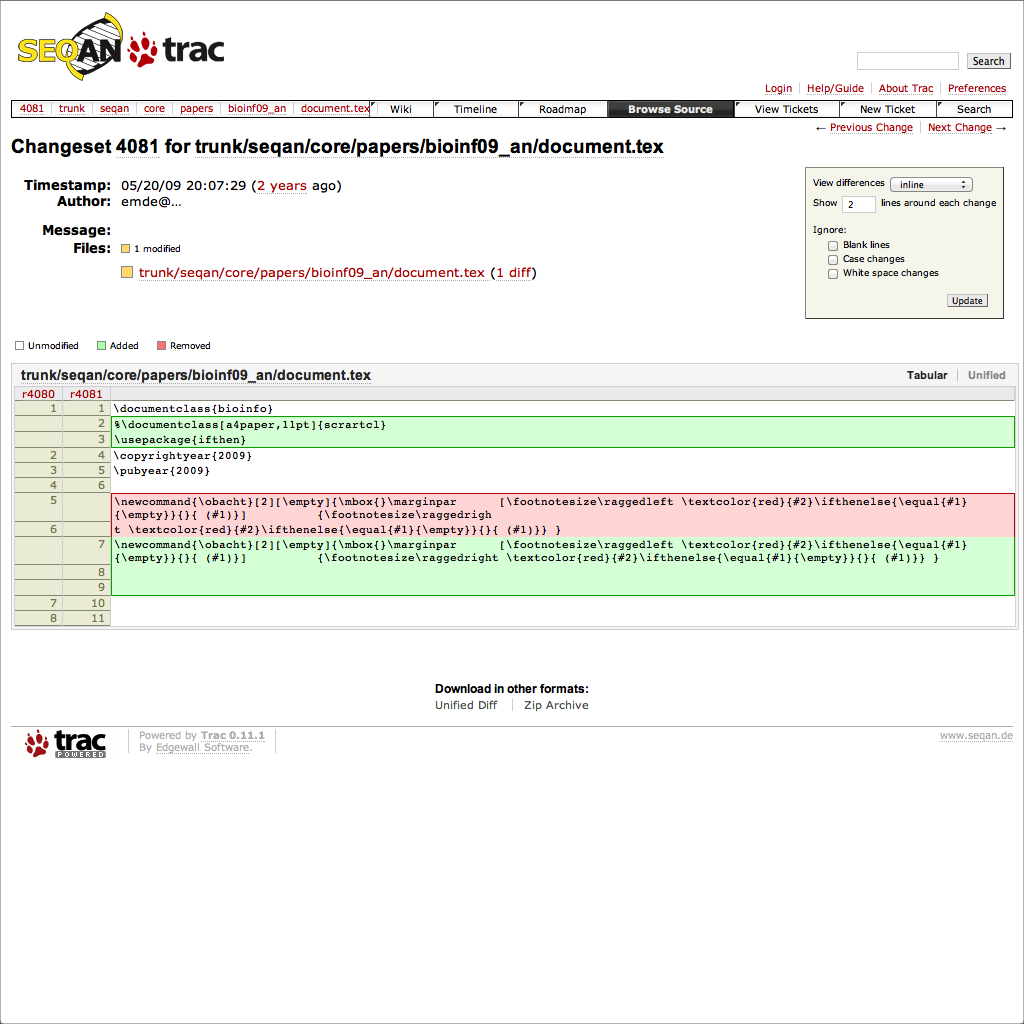 SEQAN trac
Search
Login Help/Guide About Trac Preferences
4081 trunk seqan core papers bioinf09_an document.tex Wiki Timeline Roadmap Browse Source View Tickets New Ticket Search
← Previous Change Next Change →
Changeset 4081 for trunk/seqan/core/papers/bioinf09_an/document.tex
Timestamp: 05/20/09 20:07:29 (2 years ago)
Author: emde@...
Message:
Files: 1 modified
trunk/seqan/core/papers/bioinf09_an/document.tex (1 diff)
View differences inline
Show 2 lines around each change
Ignore:
Blank lines
Case changes
White space changes
Update
Unmodified Added Removed
trunk/seqan/core/papers/bioinf09_an/document.tex Tabular Unified
r4080 r4081
1 1 \documentclass{bioinfo}
2 %\documentclass[a4paper,11pt]{scrartcl}
3 \usepackage{ifthen}
2 4 \copyrightyear{2009}
3 5 \pubyear{2009}
4 6
5 \newcommand{\obacht}[2][\empty]{\mbox{}\marginpar [\footnotesize\raggedleft \textcolor{red}{#2}\ifthenelse{\equal{#1}
{\empty}}{}{ (#1)}] {\footnotesize\raggedrigh
6 t \textcolor{red}{#2}\ifthenelse{\equal{#1}{\empty}}{}{ (#1)}} }
7 \newcommand{\obacht}[2][\empty]{\mbox{}\marginpar [\footnotesize\raggedleft \textcolor{red}{#2}\ifthenelse{\equal{#1}
{\empty}}{}{ (#1)}] {\footnotesize\raggedright \textcolor{red}{#2}\ifthenelse{\equal{#1}{\empty}}{}{ (#1)}} }
8
9
7 10
8 11
Download in other formats:
Unified Diff Zip Archive
trac POWERED
Powered by Trac 0.11.1
By Edgewall Software.
www.seqan.de